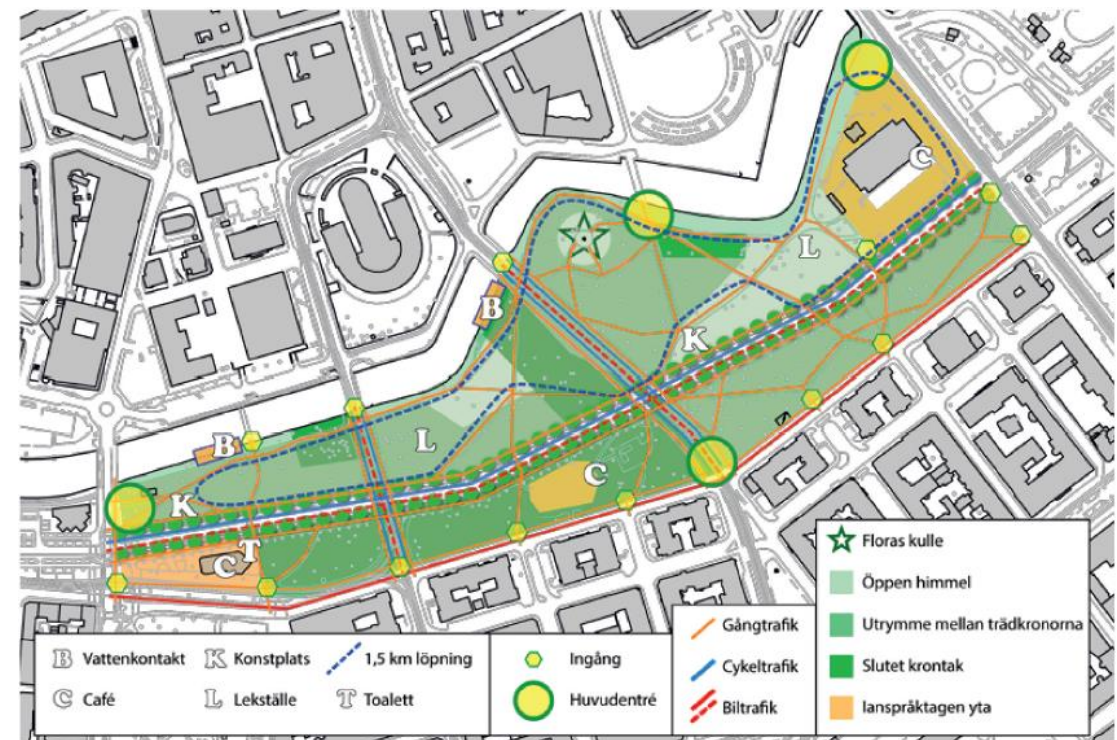 C
L
B
K
L
B
C
K
T
C
Floras kulle
Öppen himmel
Utrymme mellan trädkronorna
Slutet krontak
Ianspråktagen yta
Gångtrafik
Cykeltrafik
Biltrafik
Ingång
Huvudentré
B Vattenkontakt K Konstplats 1,5 km löpning
C Café L Lekställe T Toalett